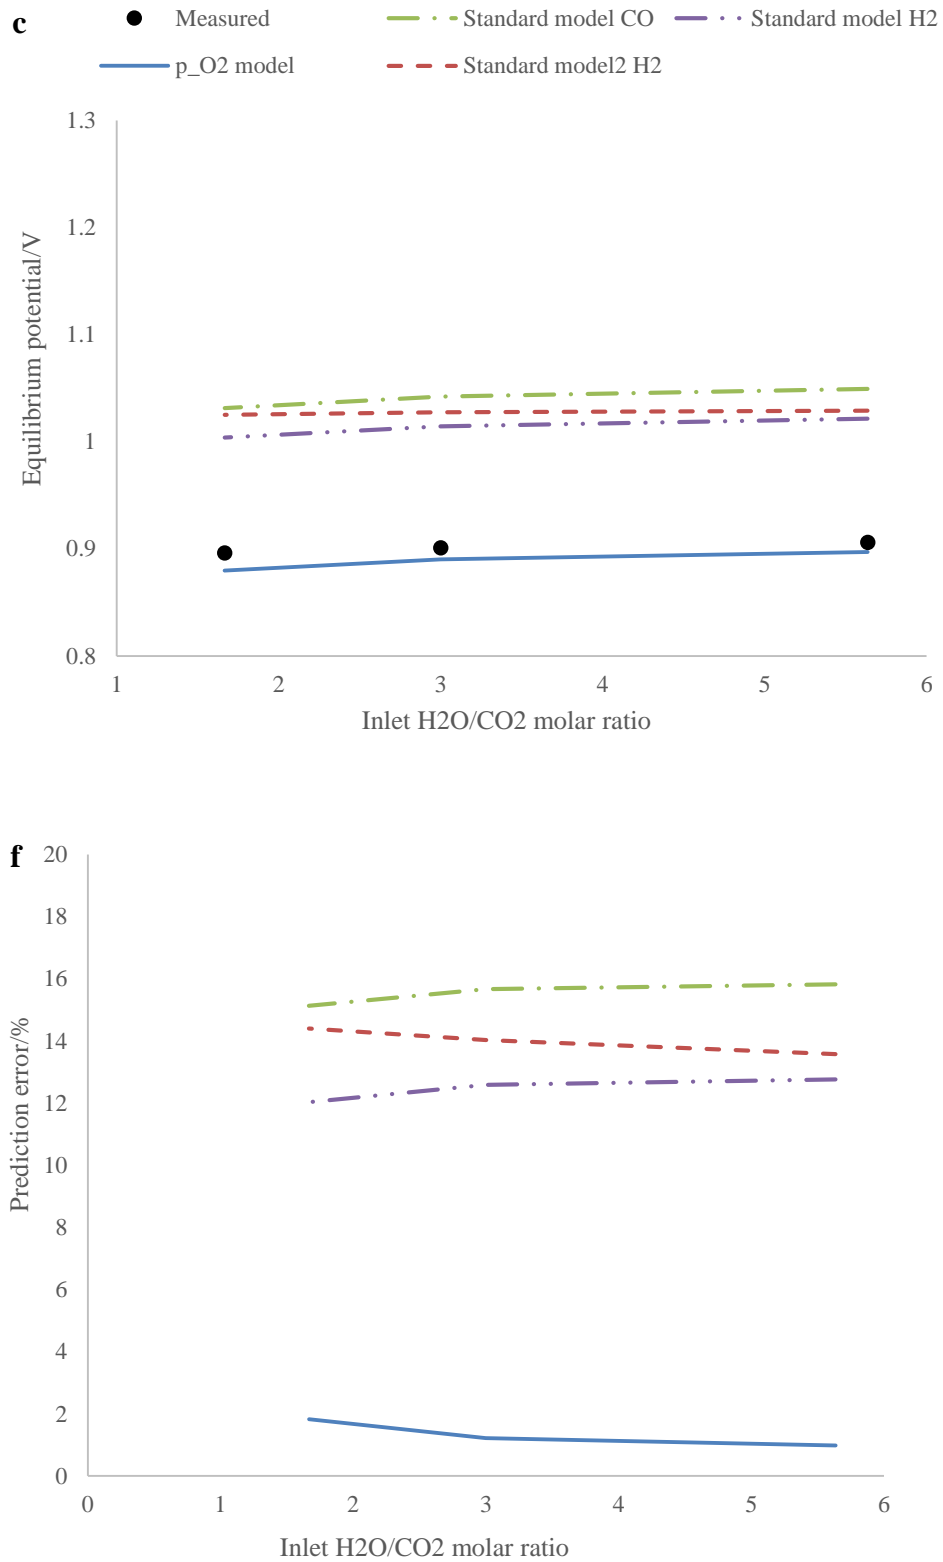 c
Measured
Standard model CO
Standard model H2
p_O2 model
Standard model2 H2
1.3
1.2
1.1
1
0.9
0.8
Equilibrium potential/V
1 2 3 4 5 6
Inlet H2O/CO2 molar ratio
f
20
18
16
14
12
10
8
6
4
2
0
Prediction error/%
0 1 2 3 4 5 6
Inlet H2O/CO2 molar ratio